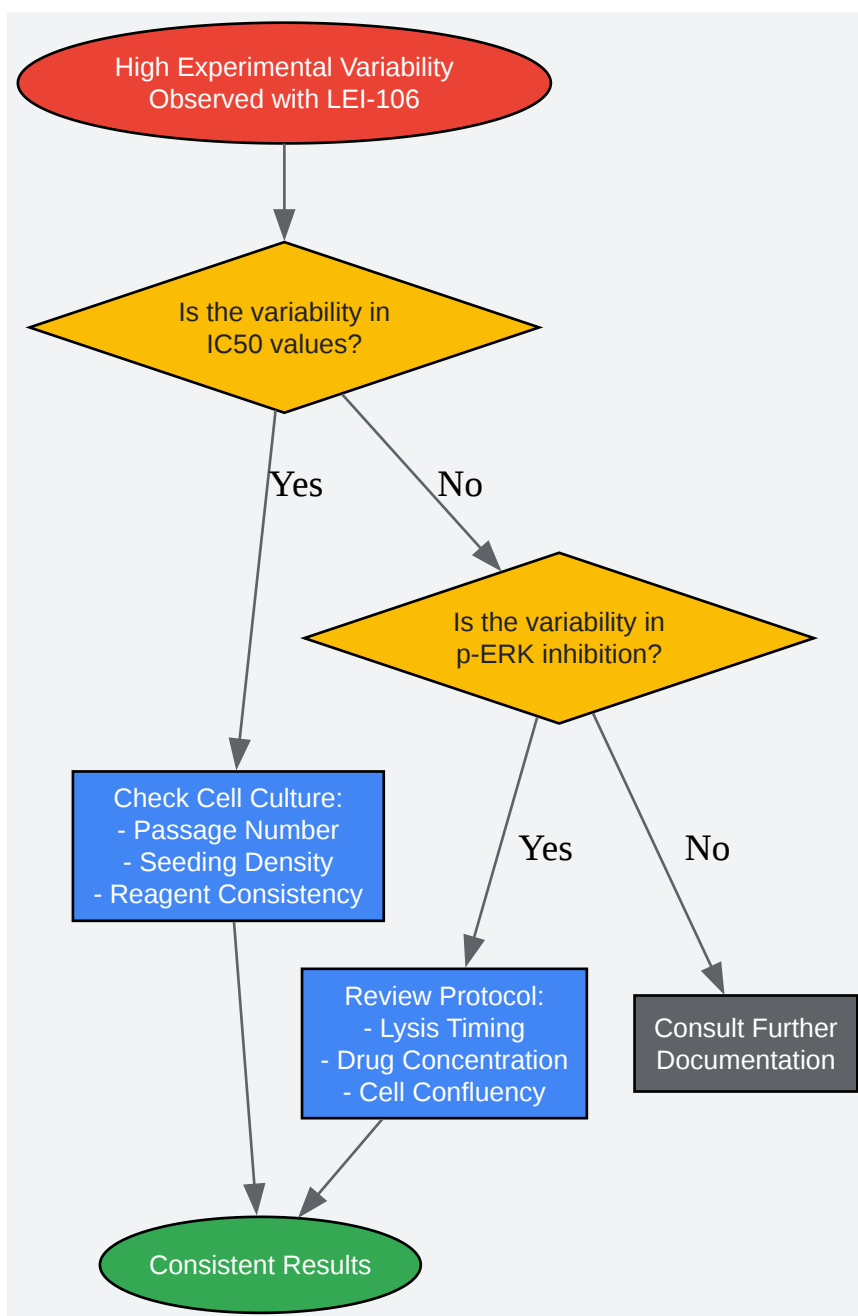 High Experimental Variability
Observed with LEI-106
Is the variability in
IC50 values?
Yes
No
Is the variability in
p-ERK inhibition?
Check Cell Culture:
- Passage Number
- Seeding Density
- Reagent Consistency
Yes
No
Review Protocol:
- Lysis Timing
- Drug Concentration
- Cell Confluency
Consult Further
Documentation
Consistent Results